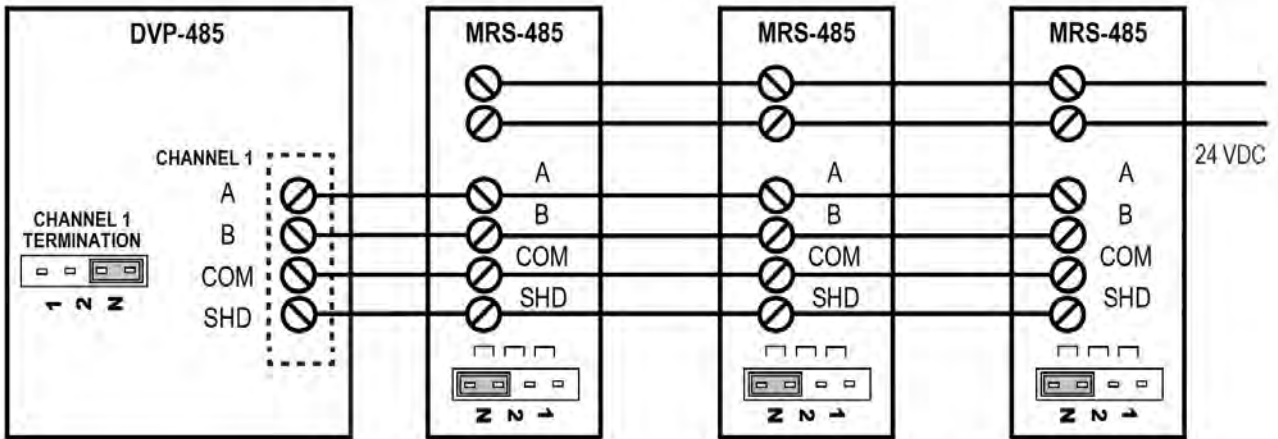 DVP-485
CHANNEL 1
A
B
COM
SHD
CHANNEL 1
TERMINATION
1 2 N
MRS-485
A
B
COM
SHD
N 2 1
MRS-485
A
B
COM
SHD
N 2 1
MRS-485
A
B
COM
SHD
N 2 1
24 VDC